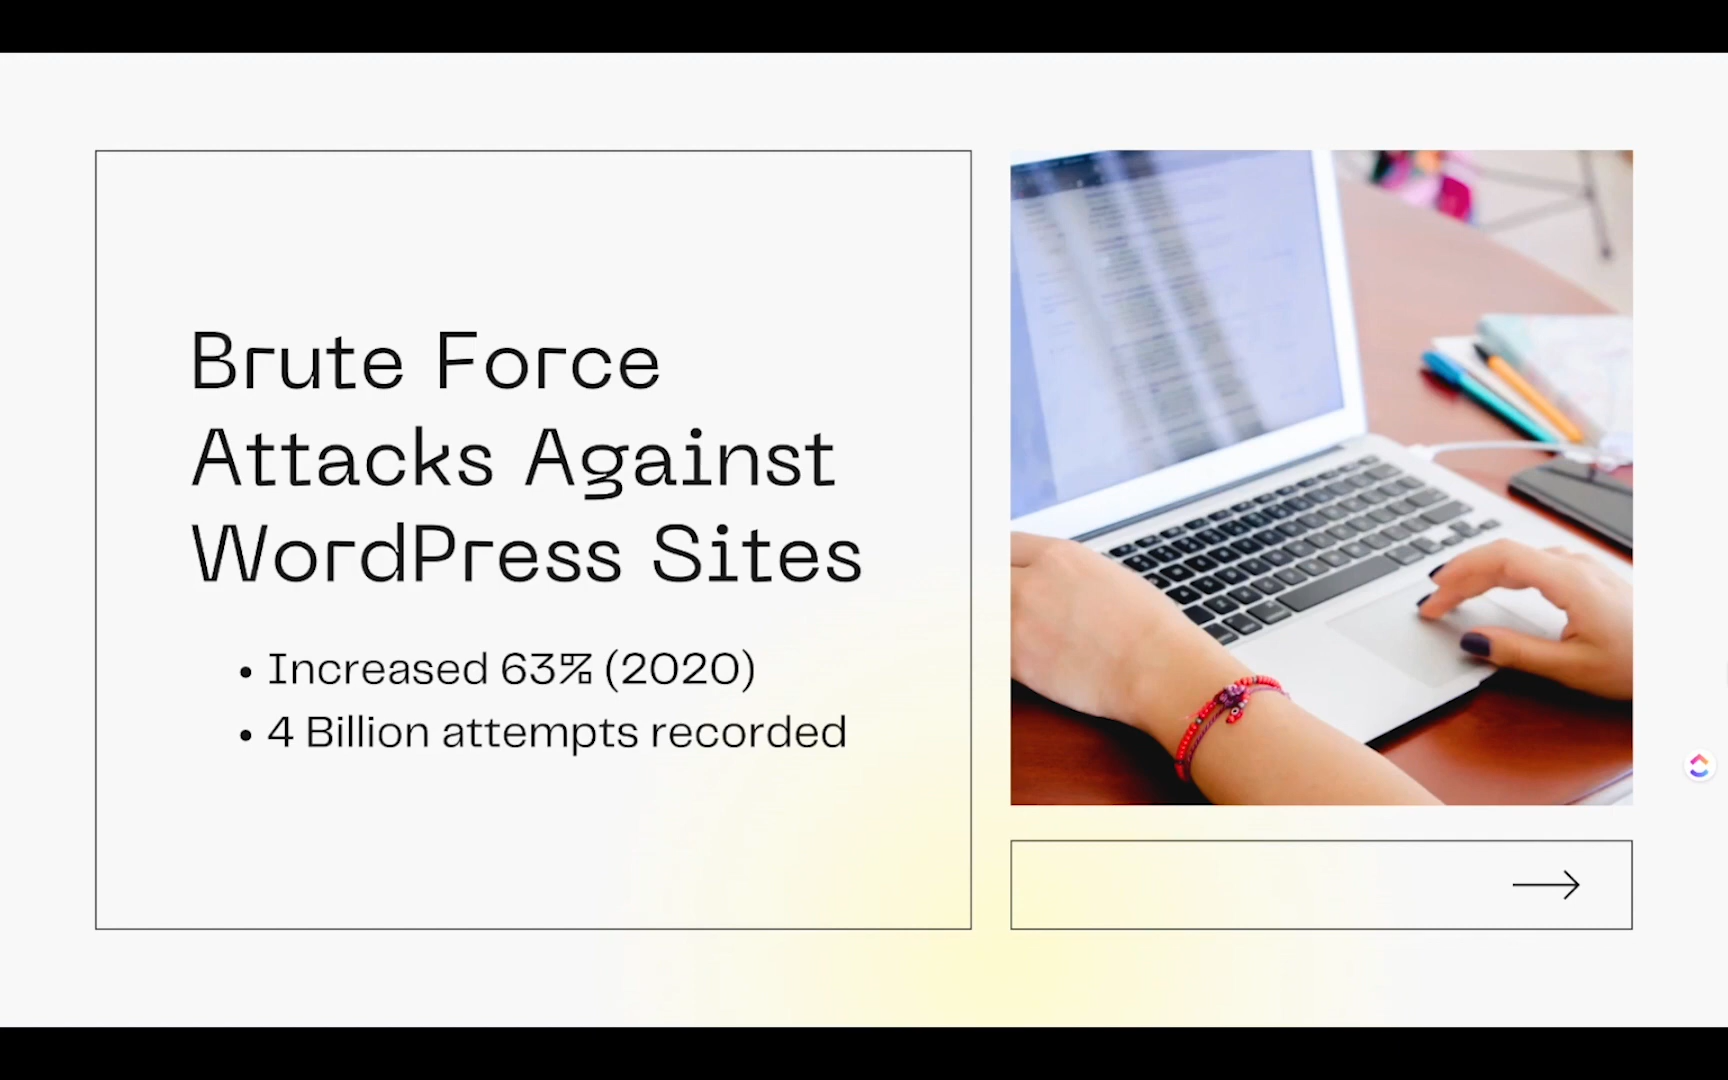 Brute Force
Attacks Against
WordPress Sites
• Increased 63% (2020)
• 4 Billion attempts recorded